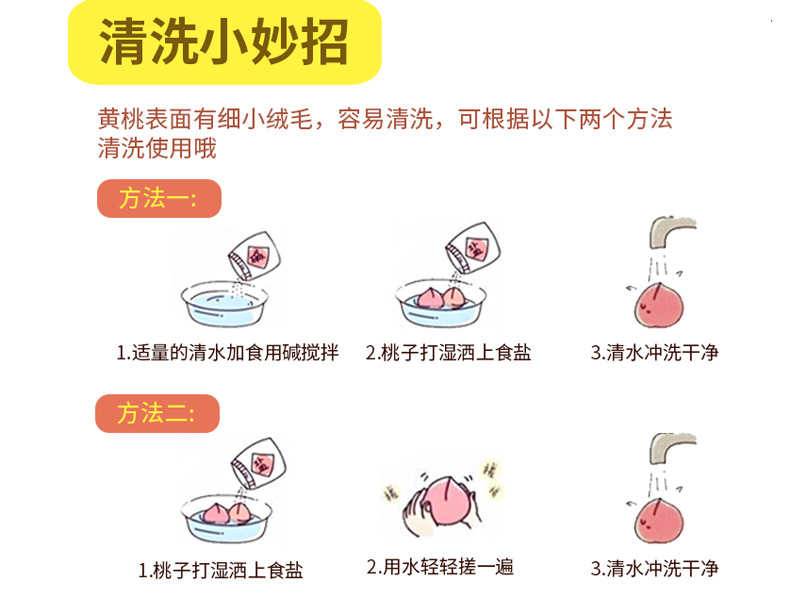 清洗小妙招
黄桃表面有细小绒毛，容易清洗，可根据以下两个方法
清洗使用哦
方法一:
1.适量的清水加食用碱搅拌
2.桃子打湿洒上食盐
3.清水冲洗干净
方法二:
1.桃子打湿洒上食盐
2.用水轻轻搓一遍
3.清水冲洗干净